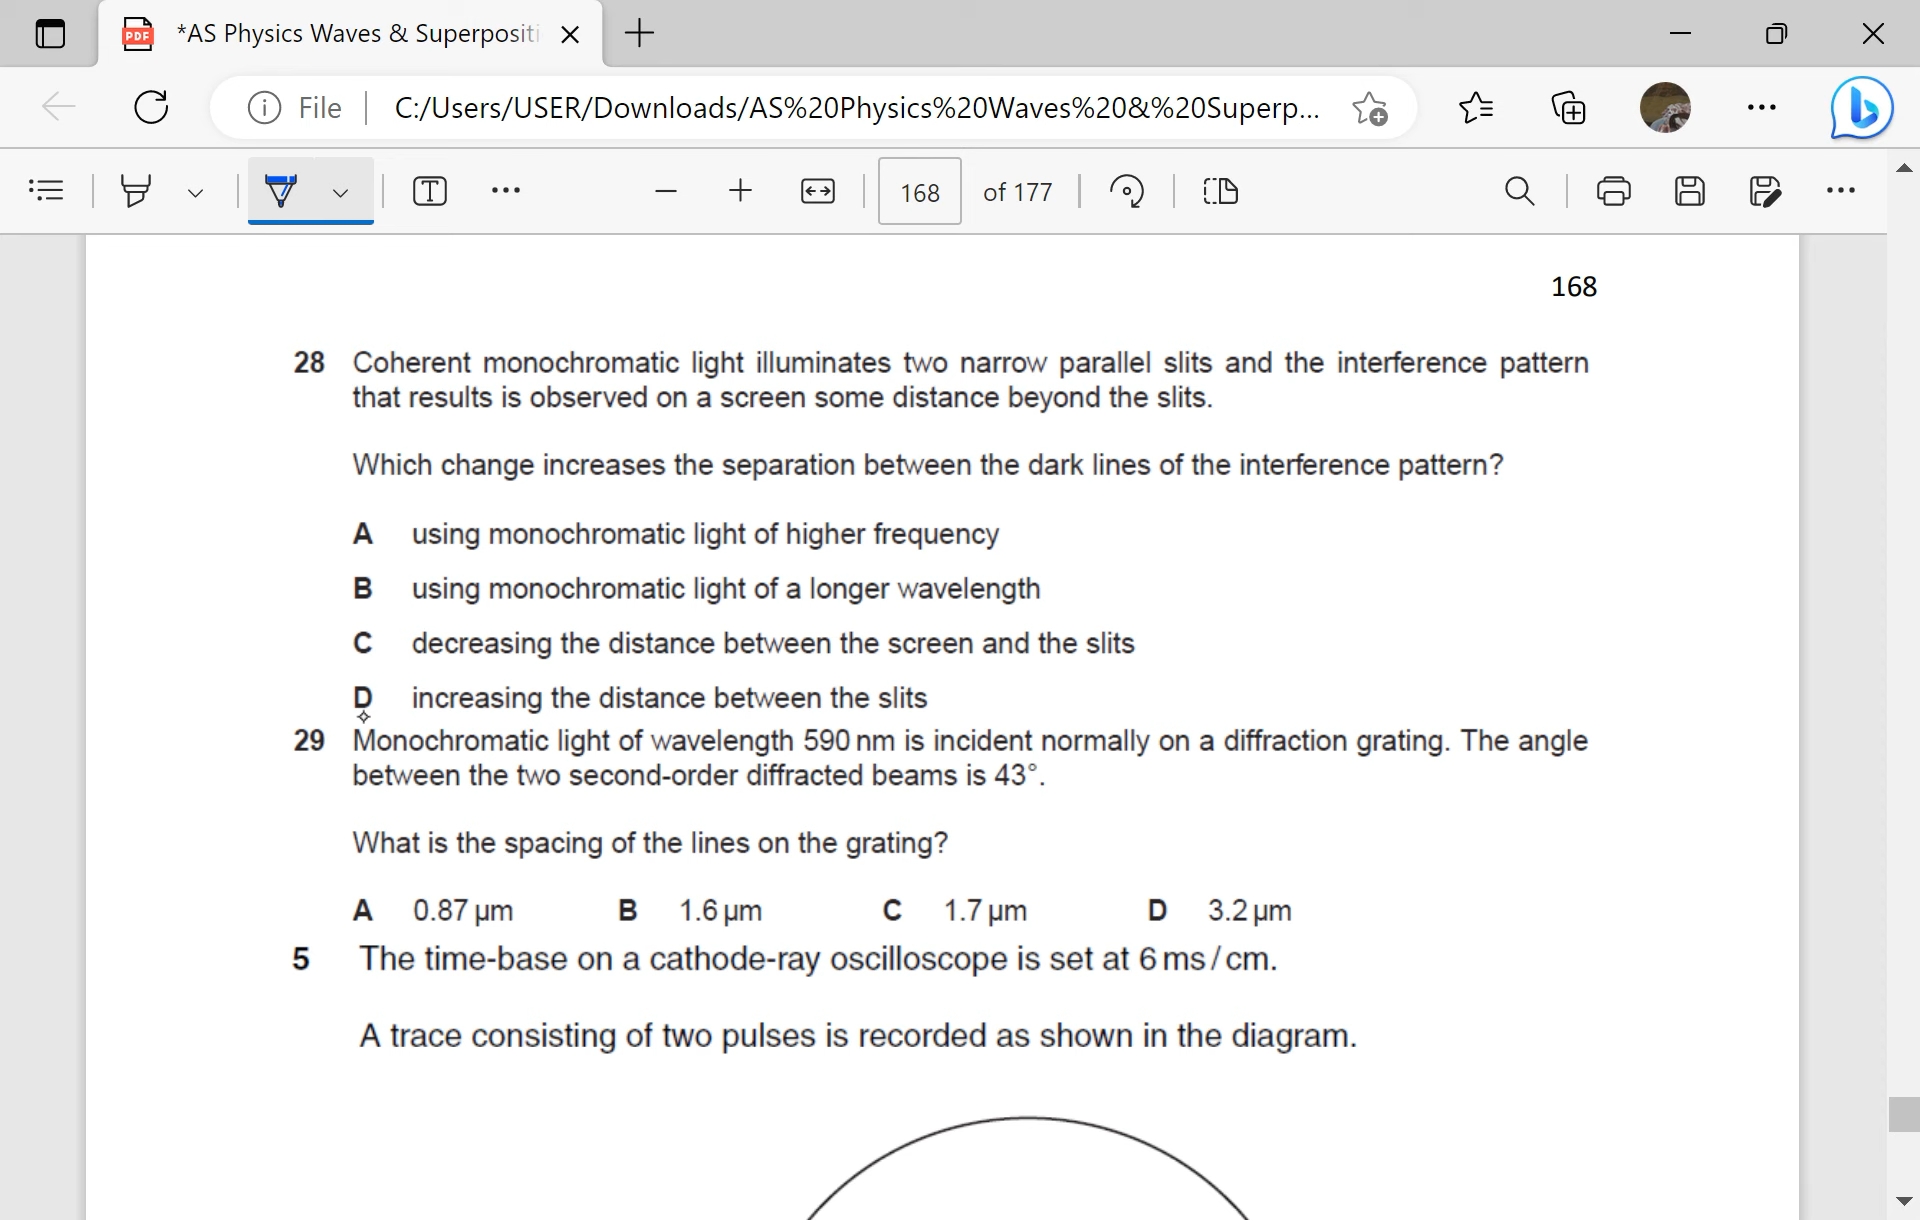 *AS Physics Waves & Superpositi
File
C:/Users/USER/Downloads/AS%20Physics%20Waves%20&%20Superp...
168 of 177
168
28 Coherent monochromatic light illuminates two narrow parallel slits and the interference pattern
that results is observed on a screen some distance beyond the slits.
Which change increases the separation between the dark lines of the interference pattern?
A using monochromatic light of higher frequency
B using monochromatic light of a longer wavelength
C decreasing the distance between the screen and the slits
D increasing the distance between the slits
29 Monochromatic light of wavelength 590 nm is incident normally on a diffraction grating. The angle
between the two second-order diffracted beams is 43°.
What is the spacing of the lines on the grating?
A 0.87 µm B 1.6 µm C 1.7 µm D 3.2 µm
5 The time-base on a cathode-ray oscilloscope is set at 6 ms / cm.
A trace consisting of two pulses is recorded as shown in the diagram.